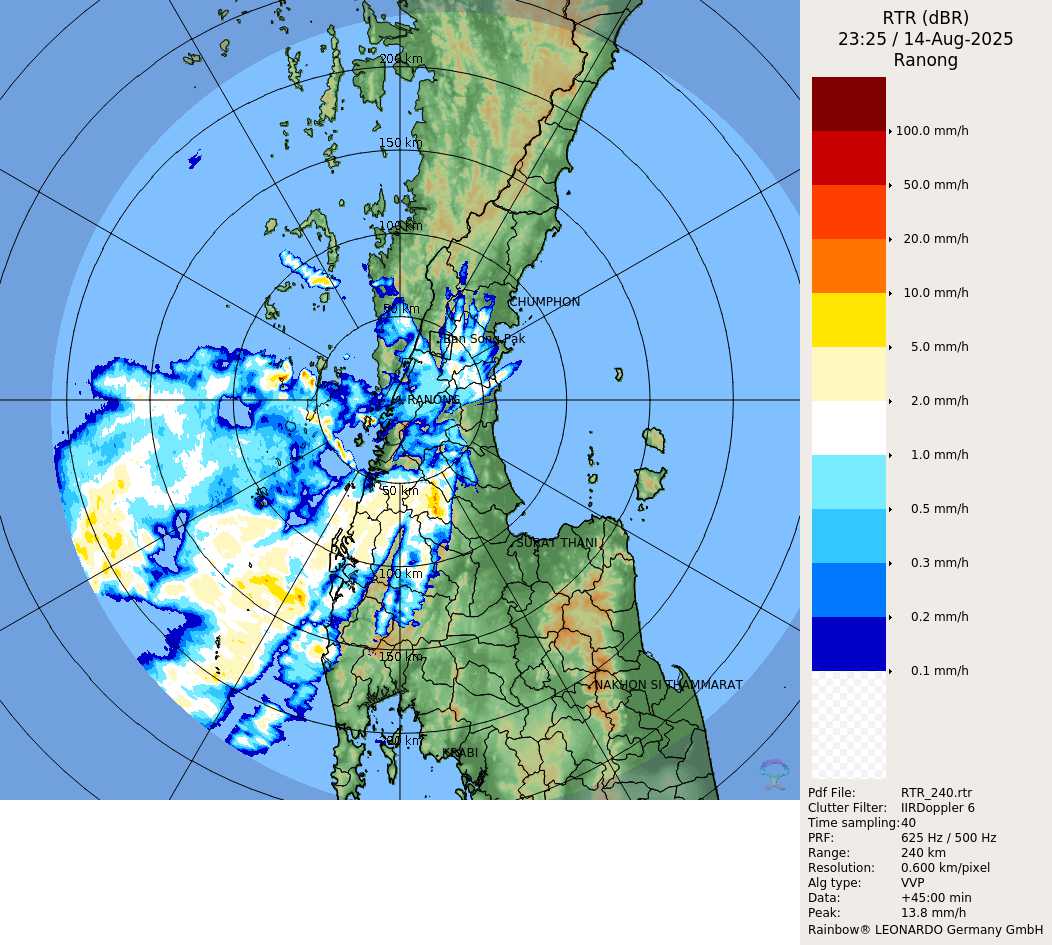 RTR (dBR)
23:25 / 14-Aug-2025
Ranong
200 km
150 km
100 km
50 km
CHUMPHON
Ban Song Pak
RANONG
50 km
SURAT THANI
100 km
150 km
NAKHON SI THAMMARAT
200 km
KRABI
100.0 mm/h
50.0 mm/h
20.0 mm/h
10.0 mm/h
5.0 mm/h
2.0 mm/h
1.0 mm/h
0.5 mm/h
0.3 mm/h
0.2 mm/h
0.1 mm/h
Pdf File: RTR_240.rtr
Clutter Filter: IIRDoppler 6
Time sampling:40
PRF: 625 Hz / 500 Hz
Range: 240 km
Resolution: 0.600 km/pixel
Alg type: VVP
Data: +45:00 min
Peak: 13.8 mm/h
Rainbow® LEONARDO Germany GmbH